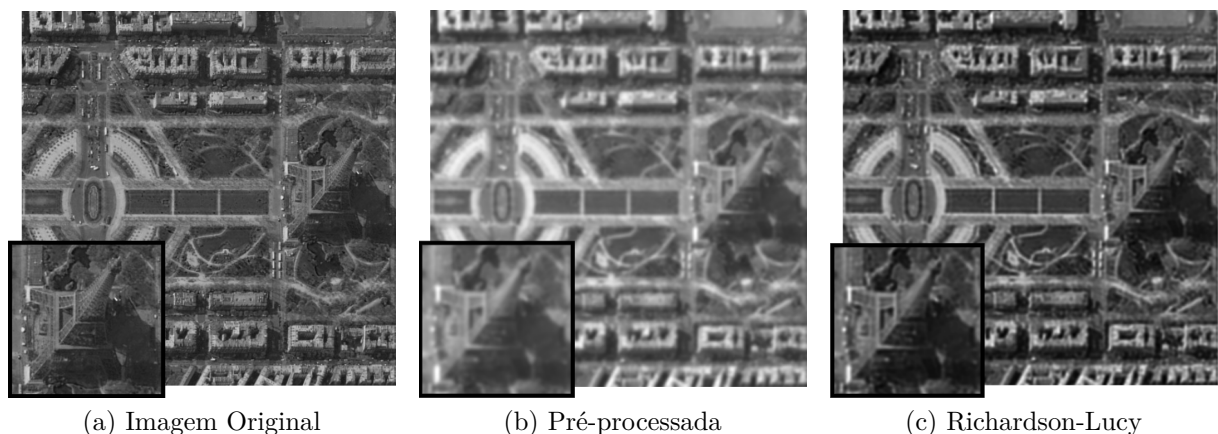 (a) Imagem Original
(b) Pré-processada
(c) Richardson-Lucy